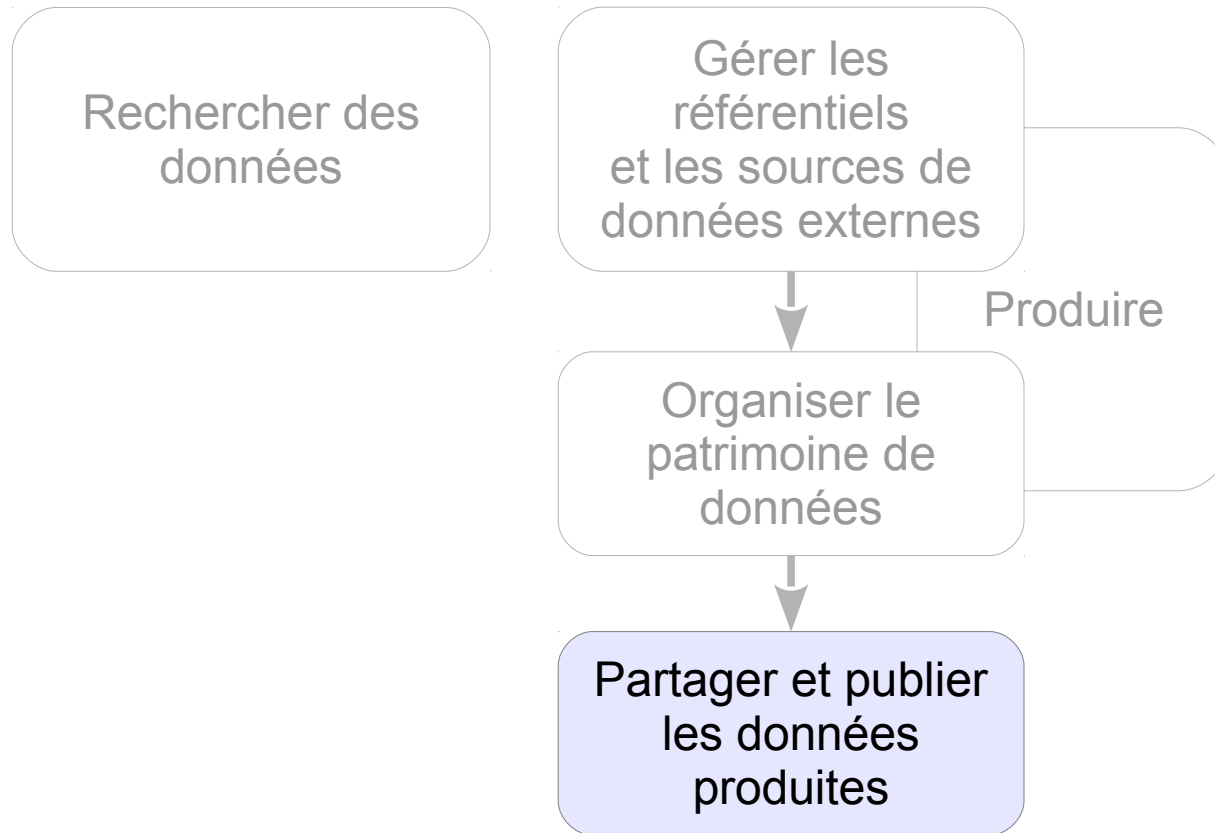 Rechercher des
données
Gérer les
référentiels
et les sources de
données externes
Produire
Organiser le
patrimoine de
données
Partager et publier
les données
produites